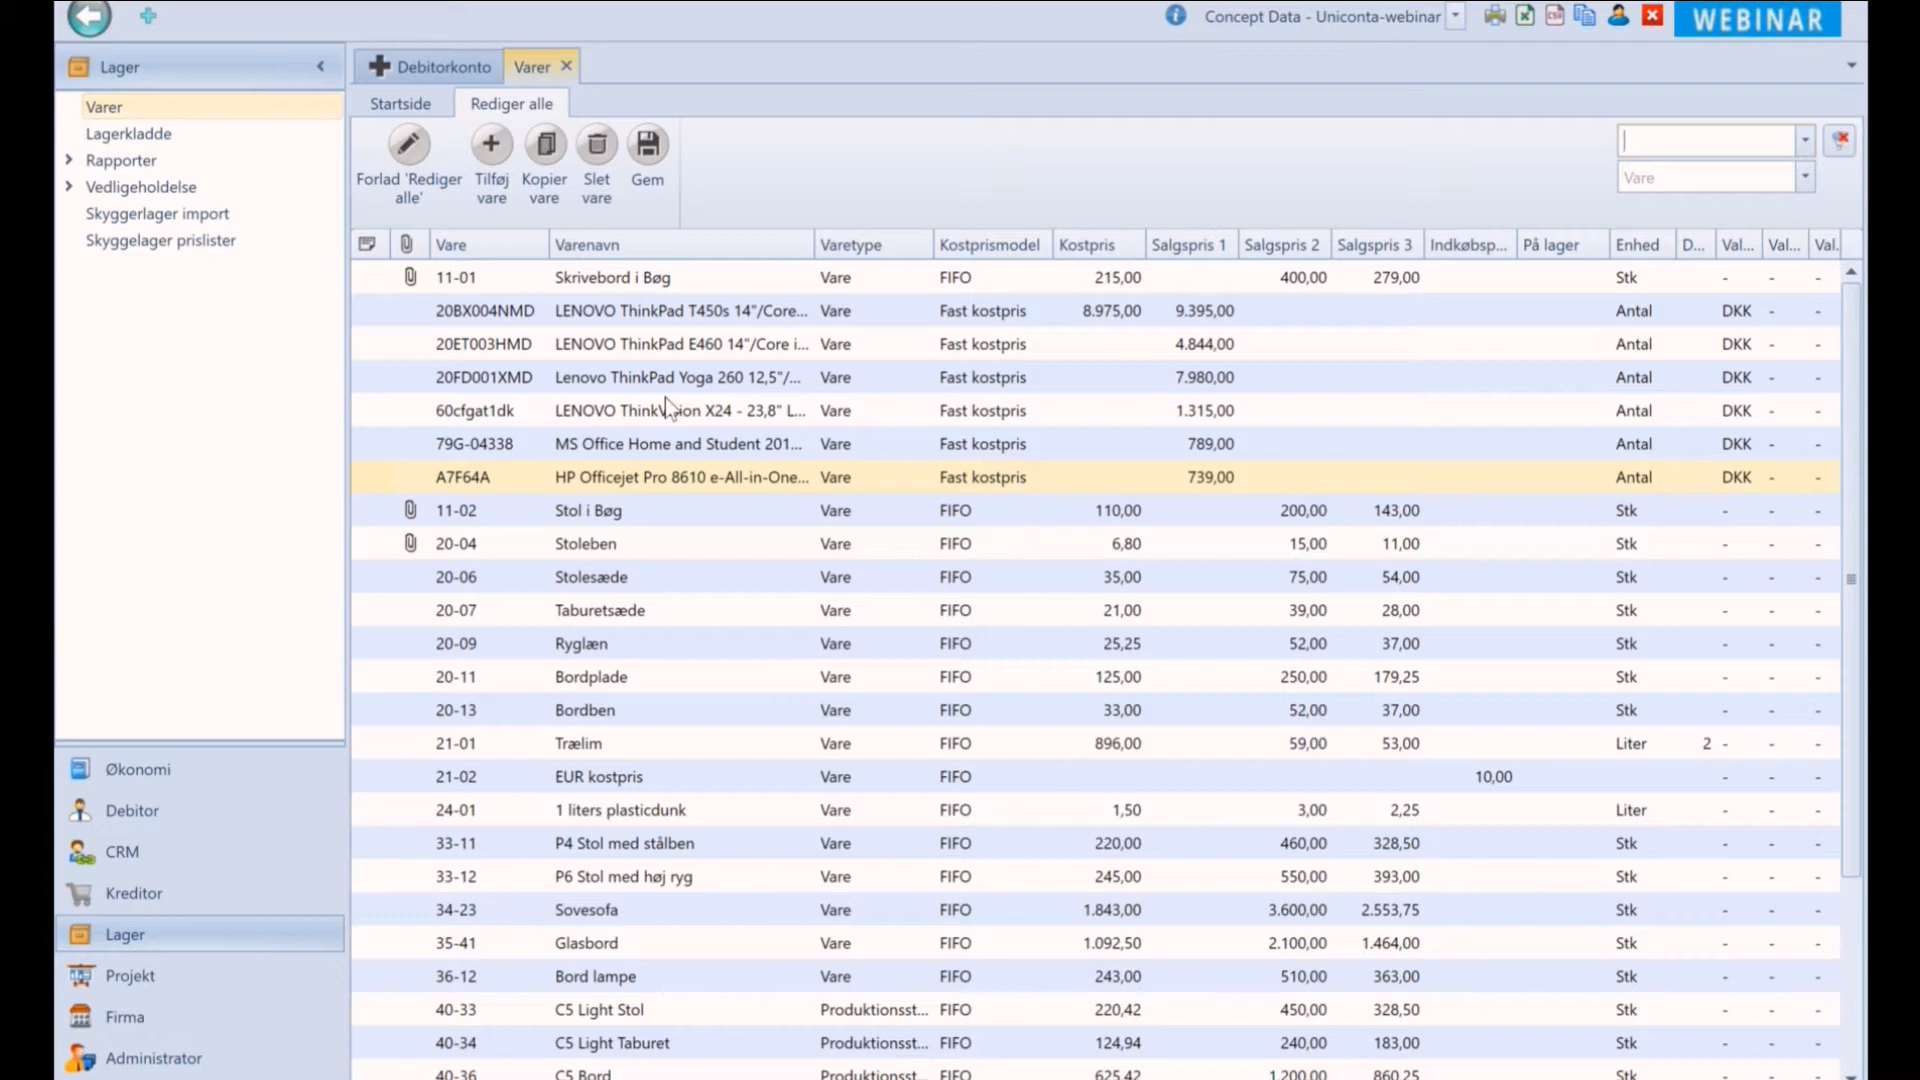 Concept Data - Uniconta-webinar
WEBINAR
Lager
Debitorkonto
Varer
Varer
Lagerkladde
Rapporter
Vedligeholdelse
Skyggerlager import
Skyggelager prislister
Startside
Rediger alle
Forlad 'Rediger alle'
Tilføj vare
Kopier vare
Slet vare
Gem
Vare
Vare Varenavn Varetype Kostprismodel Kostpris Salgspris 1 Salgspris 2 Salgspris 3 Indkøbsp... På lager Enhed D... Val... Val... Val.
11-01 Skrivebord i Bøg Vare FIFO 215,00 400,00 279,00 Stk - - -
20BX004NMD LENOVO ThinkPad T450s 14"/Core... Vare Fast kostpris 8.975,00 9.395,00 Antal DKK - -
20ET003HMD LENOVO ThinkPad E460 14"/Core i... Vare Fast kostpris 4.844,00 Antal DKK - -
20FD001XMD Lenovo ThinkPad Yoga 260 12,5"/... Vare Fast kostpris 7.980,00 Antal DKK - -
60cfgat1dk LENOVO ThinkVision X24 - 23,8" L... Vare Fast kostpris 1.315,00 Antal DKK - -
79G-04338 MS Office Home and Student 201... Vare Fast kostpris 789,00 Antal DKK - -
A7F64A HP Officejet Pro 8610 e-All-in-One... Vare Fast kostpris 739,00 Antal DKK - -
11-02 Stol i Bøg Vare FIFO 110,00 200,00 143,00 Stk - - -
20-04 Stoleben Vare FIFO 6,80 15,00 11,00 Stk - - -
20-06 Stolesæde Vare FIFO 35,00 75,00 54,00 Stk - - -
20-07 Taburetsæde Vare FIFO 21,00 39,00 28,00 Stk - - -
20-09 Ryglæn Vare FIFO 25,25 52,00 37,00 Stk - - -
20-11 Bordplade Vare FIFO 125,00 250,00 179,25 Stk - - -
20-13 Bordben Vare FIFO 33,00 52,00 37,00 Stk - - -
21-01 Trælim Vare FIFO 896,00 59,00 53,00 Liter 2 - - -
21-02 EUR kostpris Vare FIFO 10,00 - - -
24-01 1 liters plasticdunk Vare FIFO 1,50 3,00 2,25 Liter - - -
33-11 P4 Stol med stålben Vare FIFO 220,00 460,00 328,50 Stk - - -
33-12 P6 Stol med høj ryg Vare FIFO 245,00 550,00 393,00 Stk - - -
34-23 Sovesofa Vare FIFO 1.843,00 3.600,00 2.553,75 Stk - - -
35-41 Glasbord Vare FIFO 1.092,50 2.100,00 1.464,00 Stk - - -
36-12 Bord lampe Vare FIFO 243,00 510,00 363,00 Stk - - -
40-33 C5 Light Stol Produktionsst... FIFO 220,42 450,00 328,50 Stk - - -
40-34 C5 Light Taburet Produktionsst... FIFO 124,94 240,00 183,00 Stk - - -
40-36 C5 Bord Produktionsst... FIFO 625,42 1.200,00 860,25 Stk - - -
Økonomi
Debitor
CRM
Kreditor
Lager
Projekt
Firma
Administrator